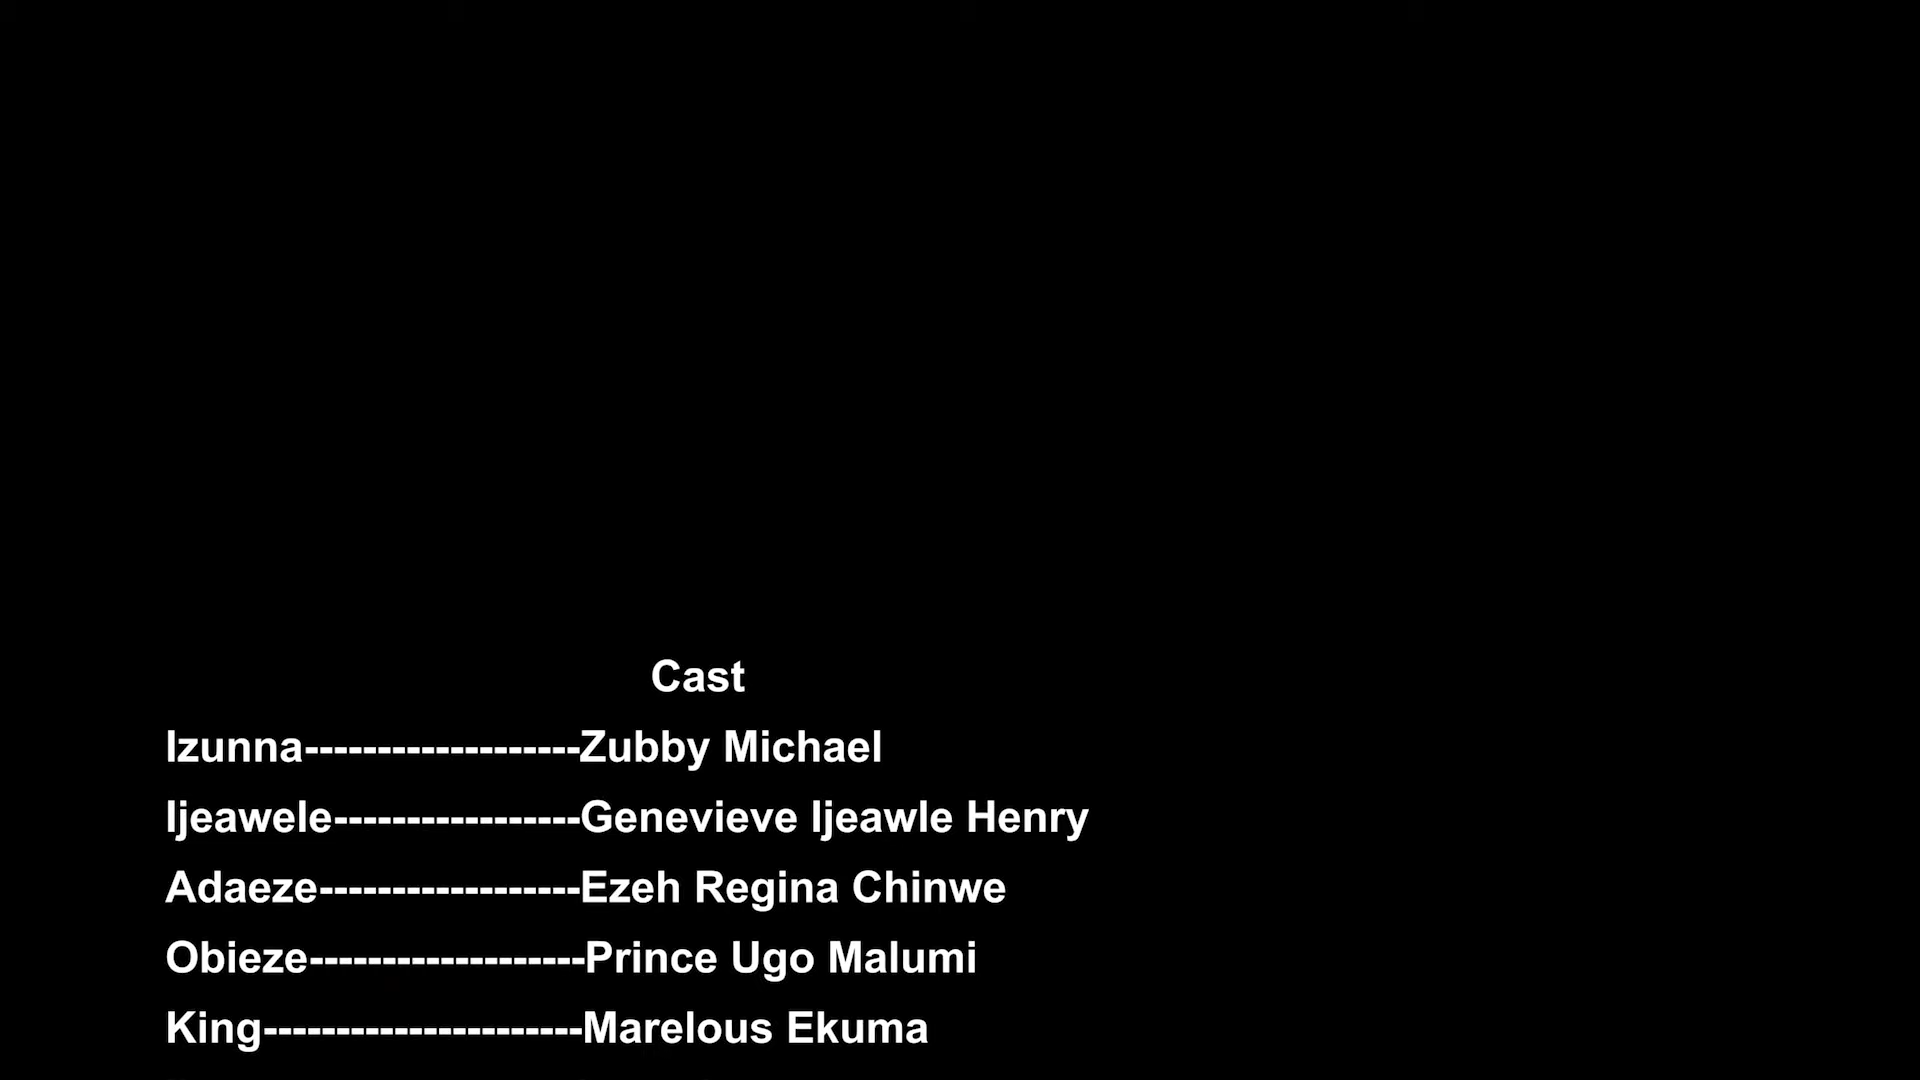 Cast
Izunna-------------------Zubby Michael
Ijeawele-----------------Genevieve Ijeawle Henry
Adaeze------------------Ezeh Regina Chinwe
Obieze-------------------Prince Ugo Malumi
King----------------------Marelous Ekuma